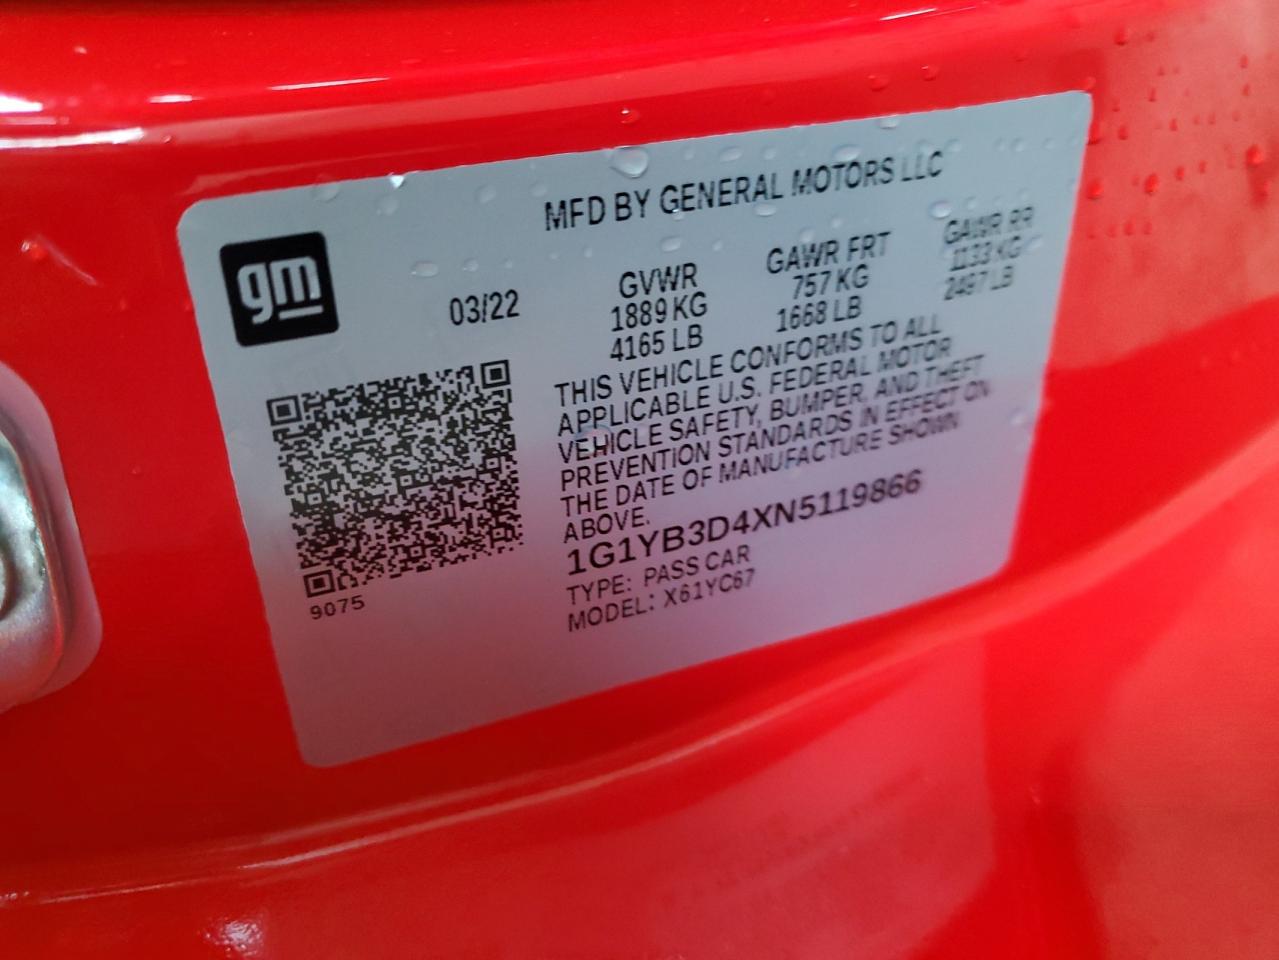 MFD BY GENERAL MOTORS LLC
gm
03/22
GVWR
1889 KG
4165 LB
GAWR FRT
757 KG
1668 LB
GAWR RR
1133 KG
2497 LB
THIS VEHICLE CONFORMS TO ALL
APPLICABLE U.S. FEDERAL MOTOR
VEHICLE SAFETY, BUMPER, AND THEFT
PREVENTION STANDARDS IN EFFECT ON
THE DATE OF MANUFACTURE SHOWN
ABOVE.
1G1YB3D4XN5119866
TYPE: PASS CAR
MODEL: X61YC67
9075